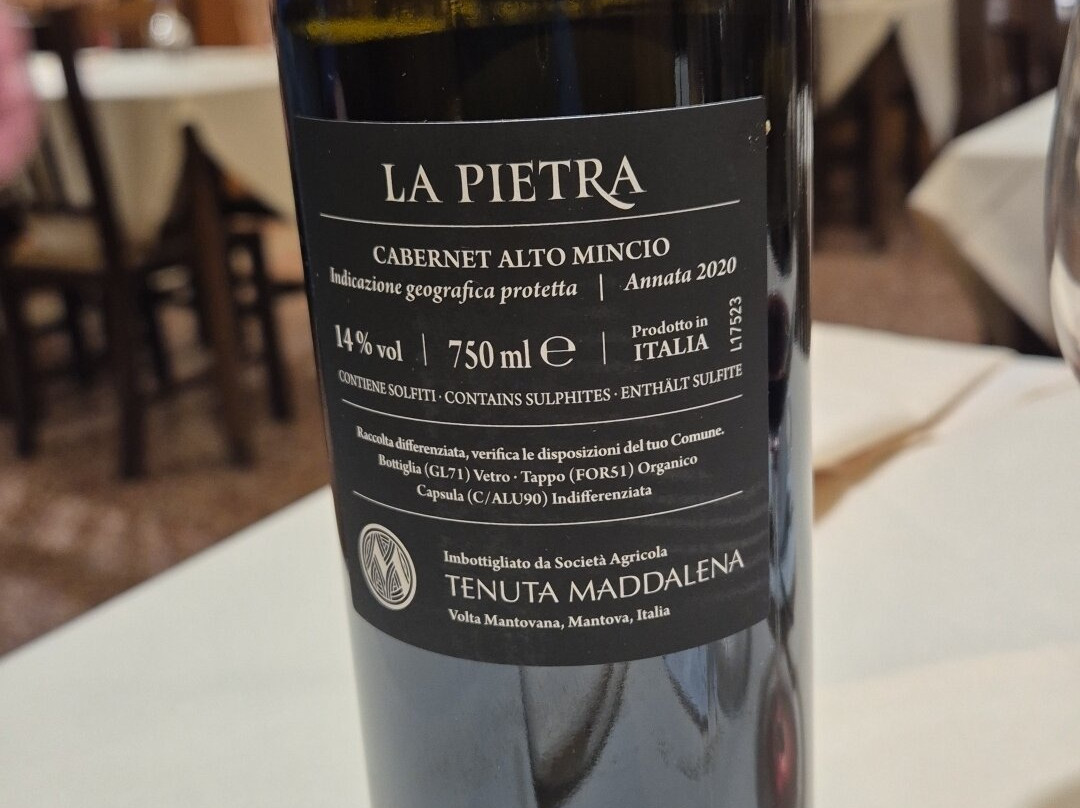 LA PIETRA
CABERNET ALTO MINCIO
Indicazione geografica protetta | Annata 2020
14% vol | 750 ml ℮ | Prodotto in ITALIA
L17523
CONTIENE SOLFITI · CONTAINS SULPHITES · ENTHÄLT SULFITE
Raccolta differenziata, verifica le disposizioni del tuo Comune.
Bottiglia (GL71) Vetro · Tappo (FOR51) Organico
Capsula (C/ALU90) Indifferenziata
Imbottigliato da Società Agricola
TENUTA MADDALENA
Volta Mantovana, Mantova, Italia